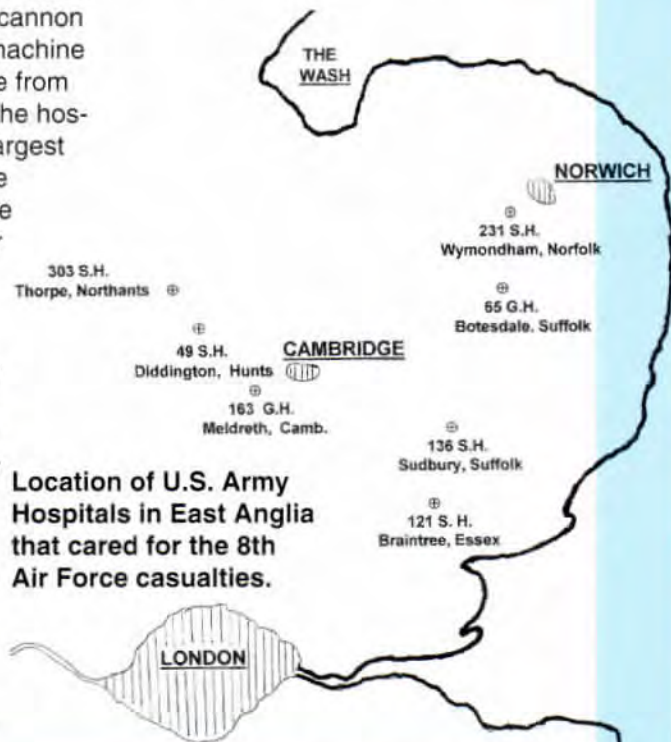 cannon
machine
e from
he hos-
argest
e
e
THE
WASH
NORWICH
231 S.H.
Wymondham, Norfolk
303 S.H.
Thorpe, Northants
65 G.H.
Botesdale, Suffolk
49 S.H.
Diddington, Hunts
CAMBRIDGE
163 G.H.
Meldreth, Camb.
136 S.H.
Sudbury, Suffolk
121 S. H.
Braintree, Essex
Location of U.S. Army
Hospitals in East Anglia
that cared for the 8th
Air Force casualties.
LONDON